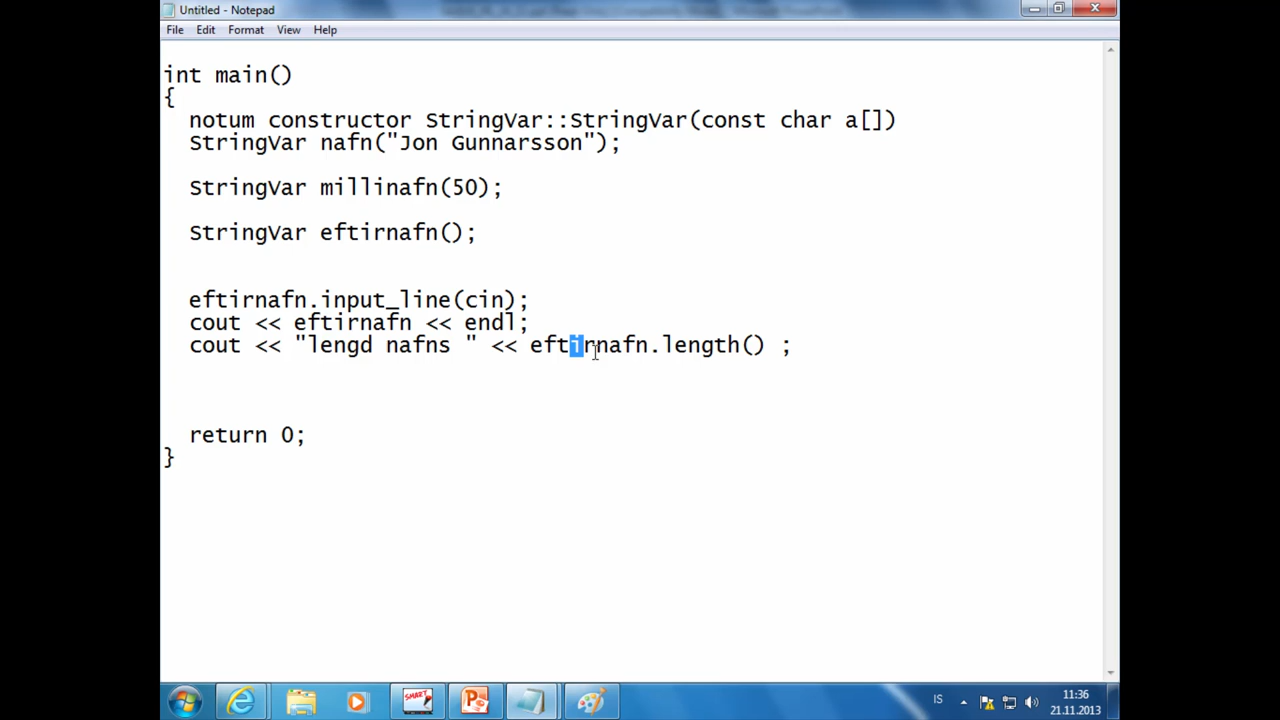 Untitled - Notepad
File Edit Format View Help
int main()
{
notum constructor StringVar::StringVar(const char a[])
StringVar nafn("Jon Gunnarsson");
StringVar millinafn(50);
StringVar eftirnafn();
eftirnafn.input_line(cin);
cout << eftirnafn << endl;
cout << "lengd nafns " << eftirnafn.length() ;
return 0;
}
SMART
IS
11:36
21.11.2013